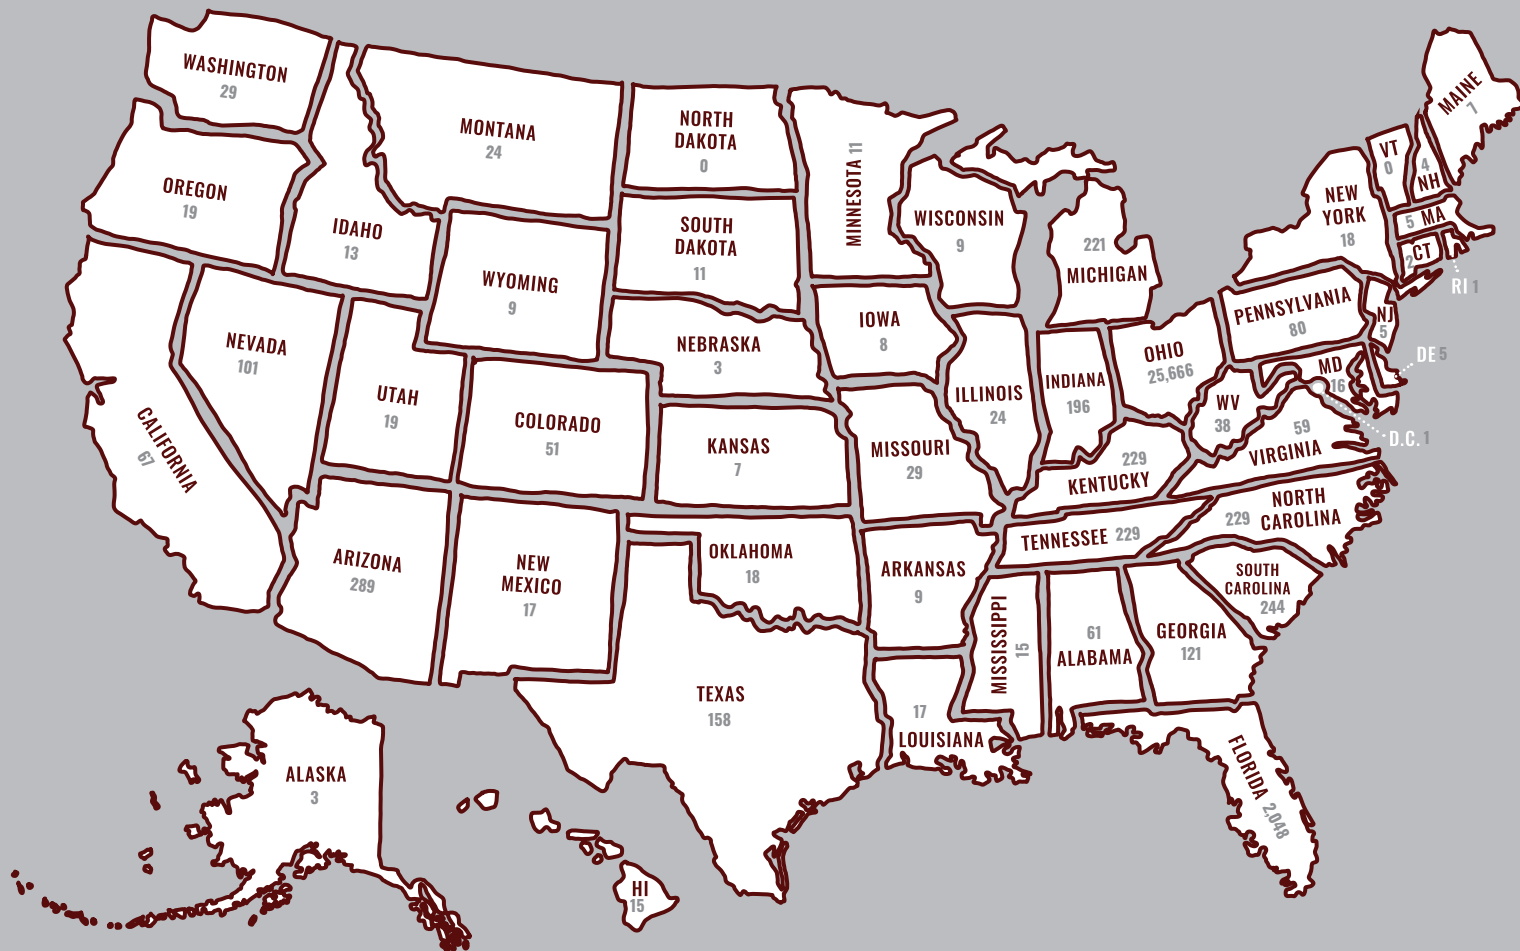 WASHINGTON
29
OREGON
19
IDAHO
13
MONTANA
24
NORTH
DAKOTA
0
MINNESOTA 11
WISCONSIN
9
221
MICHIGAN
MAINE
7
VT
0
4
NH
NEW
YORK
18
5 MA
CT
2
RI 1
SOUTH
DAKOTA
11
WYOMING
9
NEBRASKA
3
IOWA
8
NEVADA
101
UTAH
19
COLORADO
51
CALIFORNIA
67
KANSAS
7
MISSOURI
29
ILLINOIS
24
INDIANA
196
OHIO
25,666
PENNSYLVANIA
80
NJ
5
DE 5
MD
16
D.C. 1
WV
38
59
VIRGINIA
229
KENTUCKY
TENNESSEE 229
229 NORTH
CAROLINA
SOUTH
CAROLINA
244
ARIZONA
289
NEW
MEXICO
17
OKLAHOMA
18
ARKANSAS
9
MISSISSIPPI
15
61
ALABAMA
GEORGIA
121
TEXAS
158
17
LOUISIANA
FLORIDA 2,048
ALASKA
3
HI
15